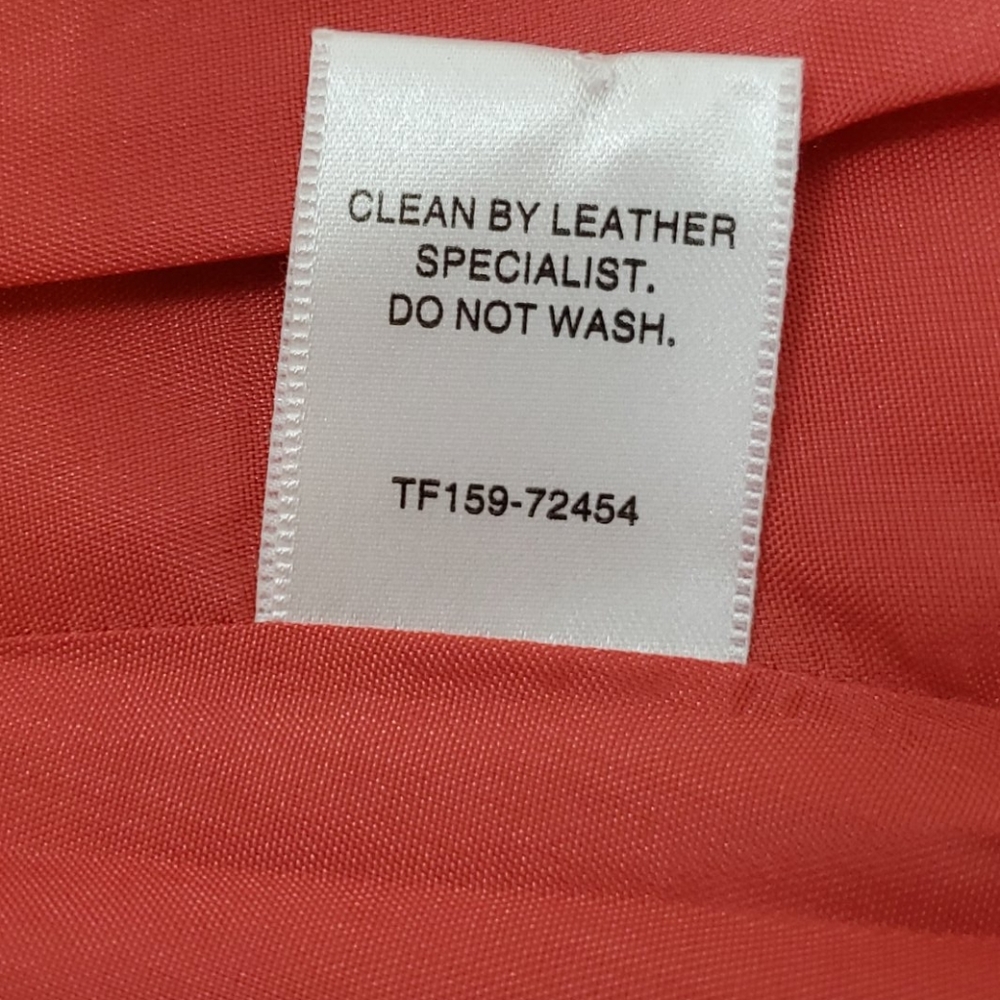 CLEAN BY LEATHER
SPECIALIST.
DO NOT WASH.
TF159-72454